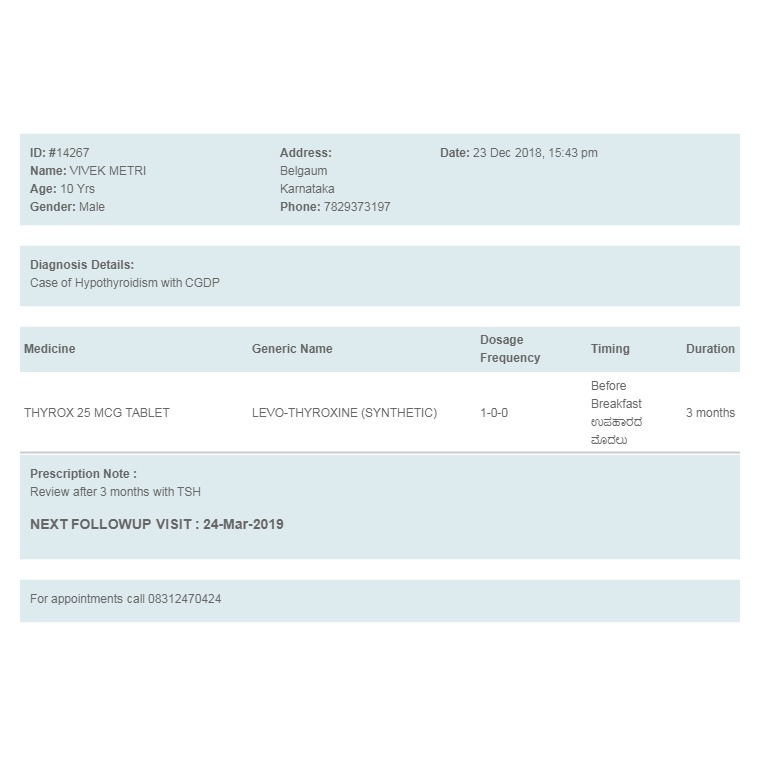 ID: #14267
Name: VIVEK METRI
Age: 10 Yrs
Gender: Male
Address:
Belgaum
Karnataka
Phone: 7829373197
Date: 23 Dec 2018, 15:43 pm
Diagnosis Details:
Case of Hypothyroidism with CGDP
Medicine
Generic Name
Dosage
Frequency
Timing
Duration
THYROX 25 MCG TABLET
LEVO-THYROXINE (SYNTHETIC)
1-0-0
Before
Breakfast
ಉಪಹಾರದ
ಮೊದಲು
3 months
Prescription Note :
Review after 3 months with TSH
NEXT FOLLOWUP VISIT : 24-Mar-2019
For appointments call 08312470424